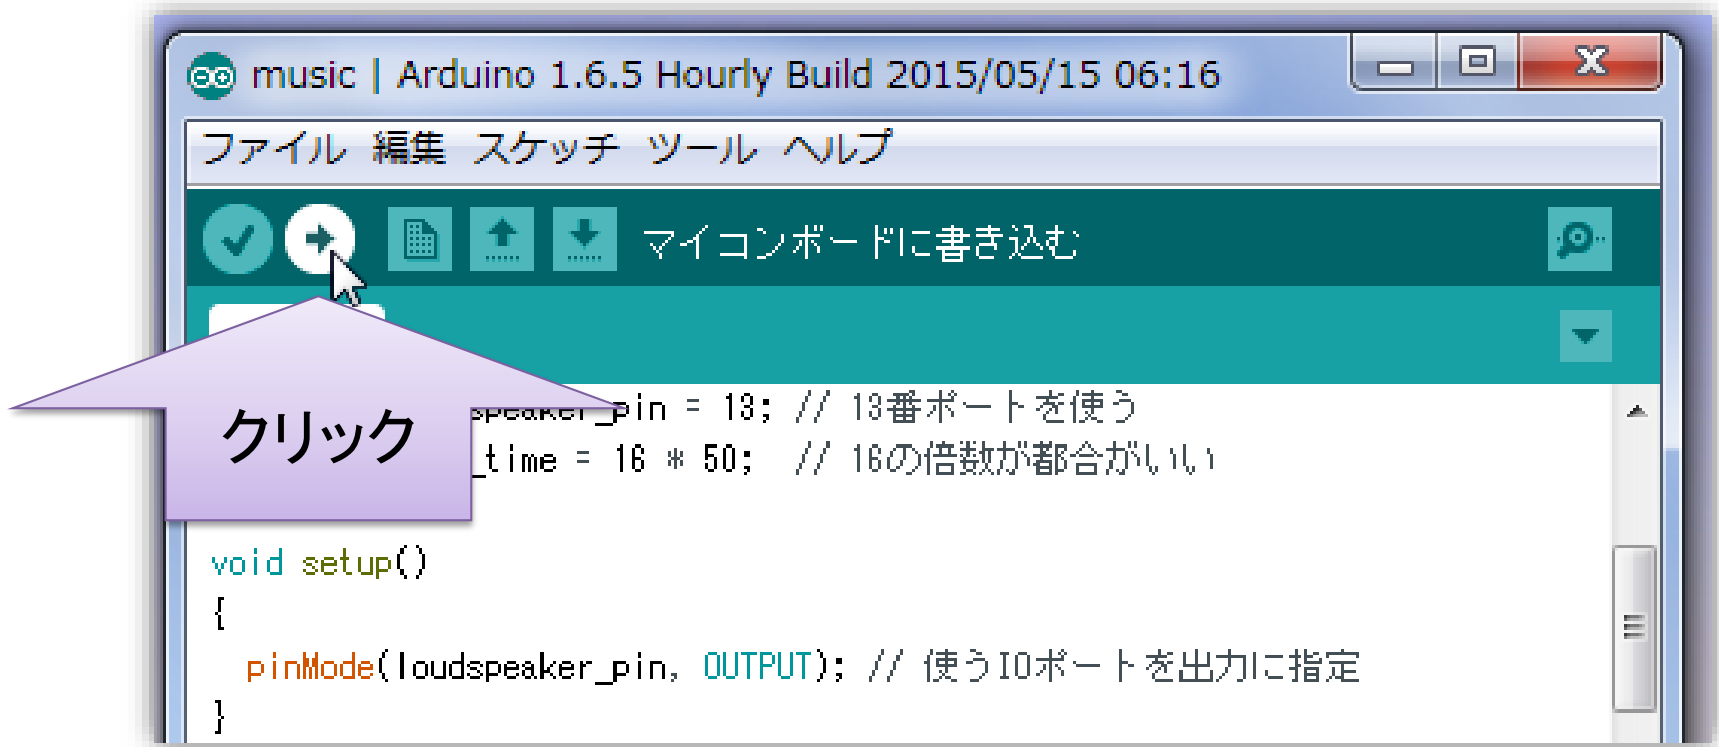 music | Arduino 1.6.5 Hourly Build 2015/05/15 06:16
ファイル 編集 スケッチ ツール ヘルプ
マイコンボードに書き込む
クリック
speaker_pin = 13; // 13番ポートを使う
_time = 16 * 50; // 16の倍数が都合がいい
void setup()
{
pinMode(loudspeaker_pin, OUTPUT); // 使うIOポートを出力に指定
}